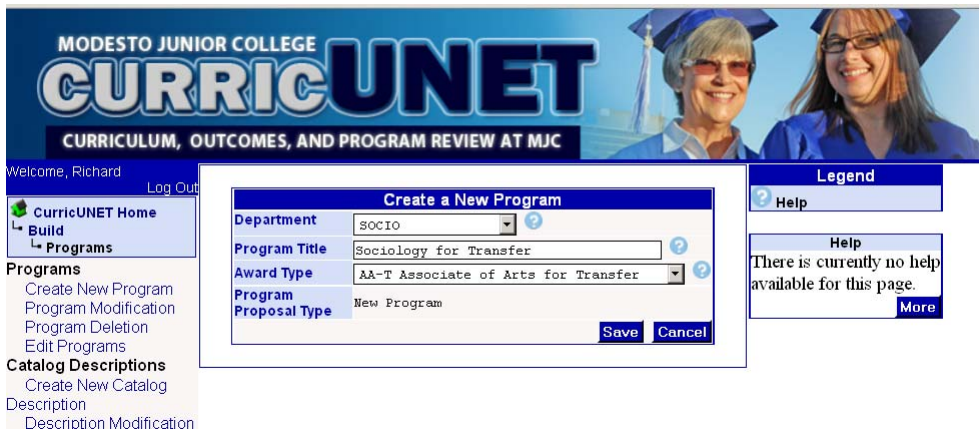 MODESTO JUNIOR COLLEGE
CURRICUNET
CURRICULUM, OUTCOMES, AND PROGRAM REVIEW AT MJC
Welcome, Richard
Log Out
CurricUNET Home
Build
Programs
Programs
Create New Program
Program Modification
Program Deletion
Edit Programs
Catalog Descriptions
Create New Catalog
Description
Description Modification
Create a New Program
Department SOCIO
Program Title Sociology for Transfer
Award Type AA-T Associate of Arts for Transfer
Program
Proposal Type New Program
Save Cancel
Legend
Help
Help
There is currently no help
available for this page.
More